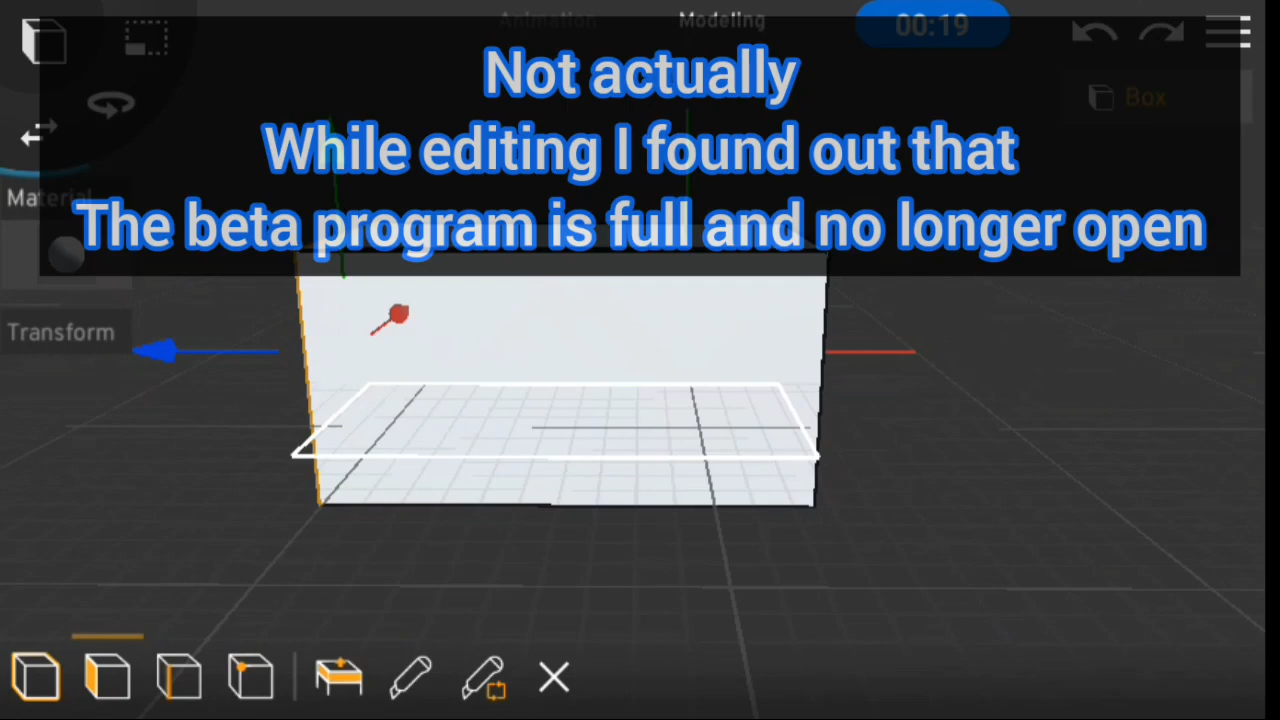 Animation
Modeling
00:19
Not actually
Box
While editing I found out that
Material
The beta program is full and no longer open
Transform